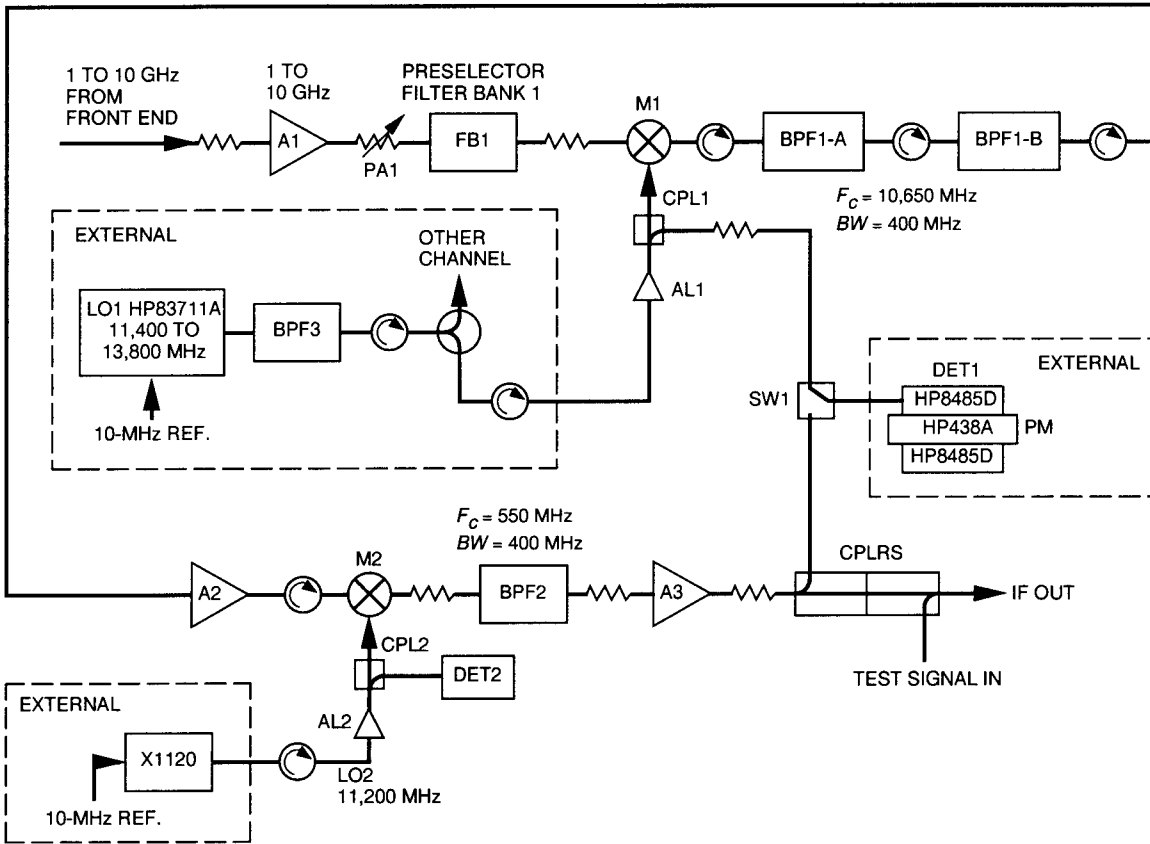 1 TO 10 GHz
FROM
FRONT END
1 TO
10 GHz
A1
PRESELECTOR
FILTER BANK 1
PA1
FB1
M1
BPF1-A
BPF1-B
F_C = 10,650 MHz
BW = 400 MHz
CPL1
AL1
EXTERNAL
OTHER
CHANNEL
LO1 HP83711A
11,400 TO
13,800 MHz
BPF3
10-MHz REF.
SW1
EXTERNAL
DET1
HP8485D
HP438A
PM
HP8485D
F_C = 550 MHz
BW = 400 MHz
A2
M2
BPF2
A3
CPLRS
IF OUT
TEST SIGNAL IN
CPL2
DET2
AL2
LO2
11,200 MHz
EXTERNAL
X1120
10-MHz REF.